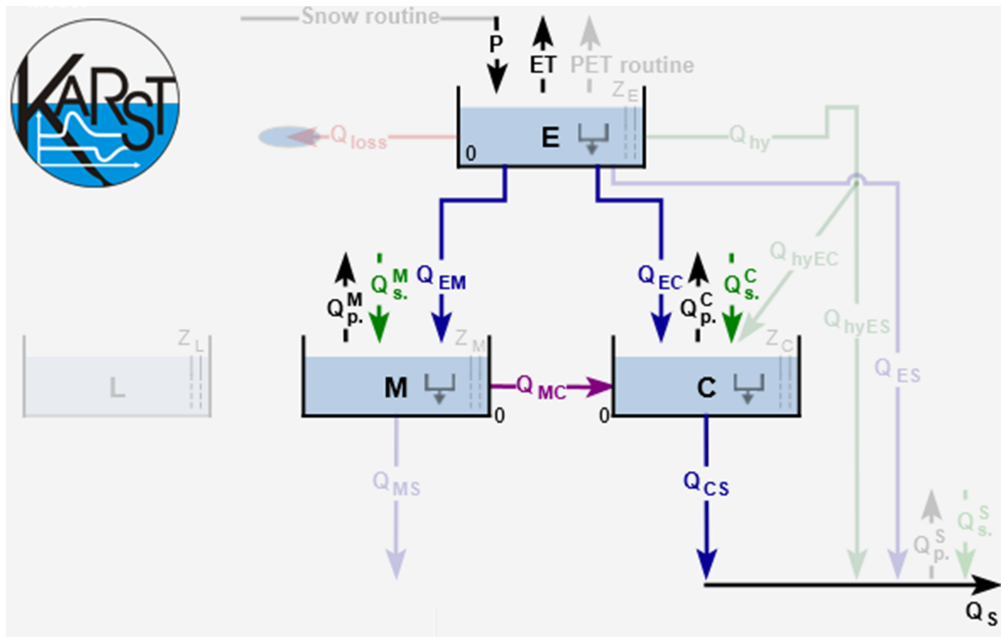 Snow routine
P
ET
PET routine
KARST
Z E
Q loss
E
0
Q hy
Q M p.
Q M s.
Q EM
Q EC
Q C p.
Q C s.
Q hyEC
Q hyES
Q ES
Z L
L
Z M
M
0
Q MC
Z C
C
0
Q MS
Q CS
Q S p.
Q S s.
Q S